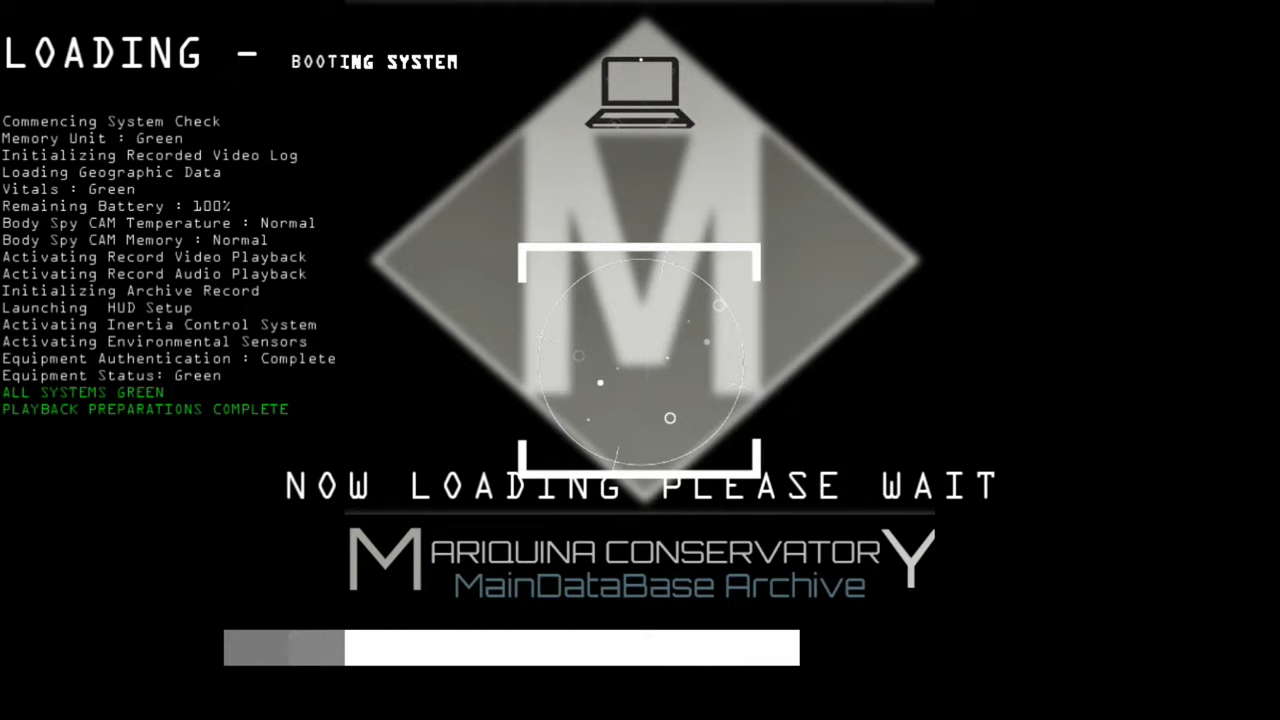 LOADING - BOOTING SYSTEM
Commencing System Check
Memory Unit : Green
Initializing Recorded Video Log
Loading Geographic Data
Vitals : Green
Remaining Battery : 100%
Body Spy CAM Temperature : Normal
Body Spy CAM Memory : Normal
Activating Record Video Playback
Activating Record Audio Playback
Initializing Archive Record
Launching  HUD Setup
Activating Inertia Control System
Activating Environmental Sensors
Equipment Authentication : Complete
Equipment Status: Green
ALL SYSTEMS GREEN
PLAYBACK PREPARATIONS COMPLETE
M
NOW LOADING PLEASE WAIT
MARIQUINA CONSERVATORY
MainDataBase Archive